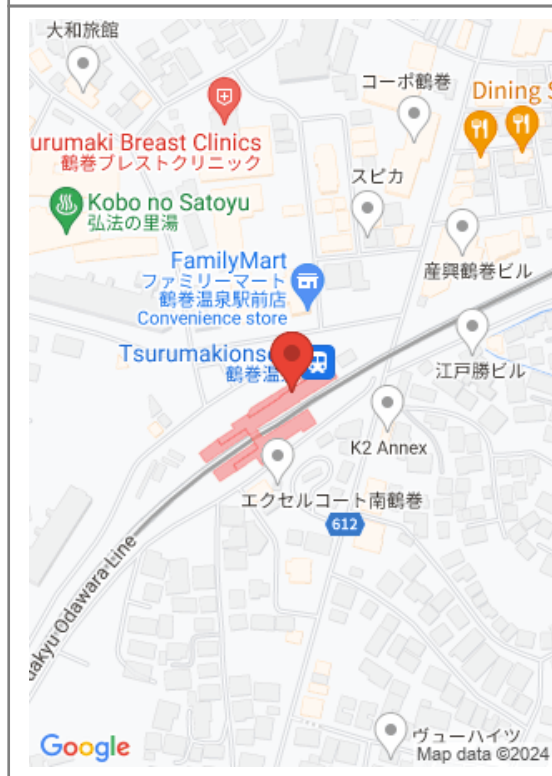 大和旅館
コーポ鶴巻
Dining
urumaki Breast Clinics
鶴巻ブレストクリニック
スピカ
Kobo no Satoyu
弘法の里湯
産興鶴巻ビル
FamilyMart
ファミリーマート
鶴巻温泉駅前店
Convenience store
Tsurumakions
鶴巻温
江戸勝ビル
K2 Annex
エクセルコート南鶴巻
612
akyu Odawara Line
ヴューハイツ
Google
Map data ©2024